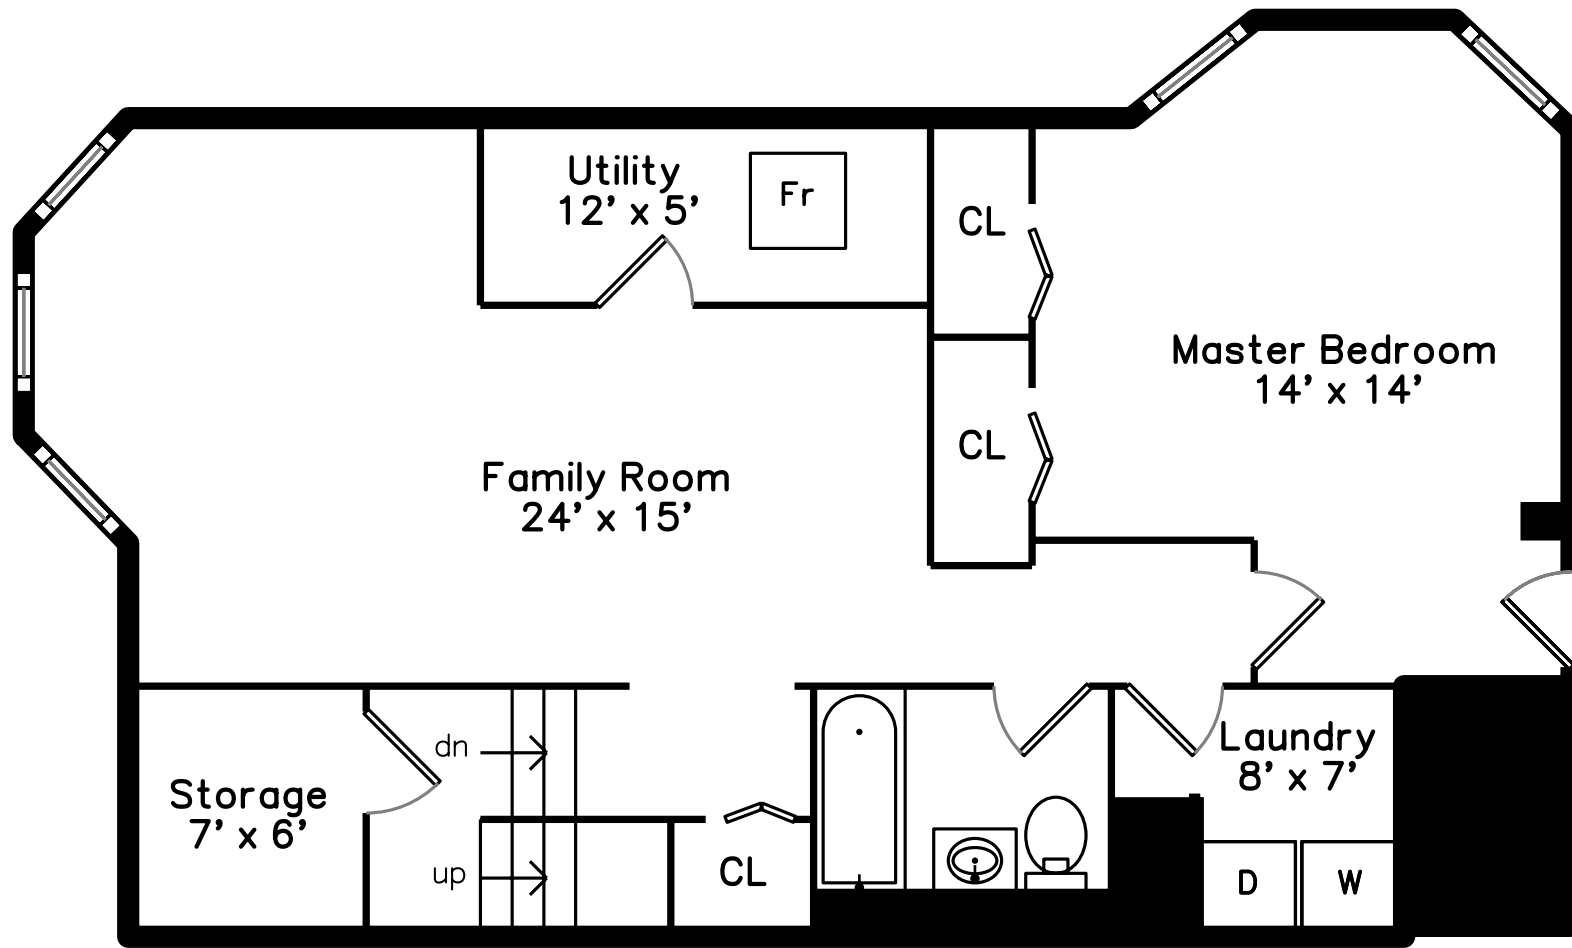 Utility
12' x 5'
Fr
CL
Master Bedroom
14' x 14'
CL
Family Room
24' x 15'
dn
Laundry
8' x 7'
Storage
7' x 6'
up
CL
D
W